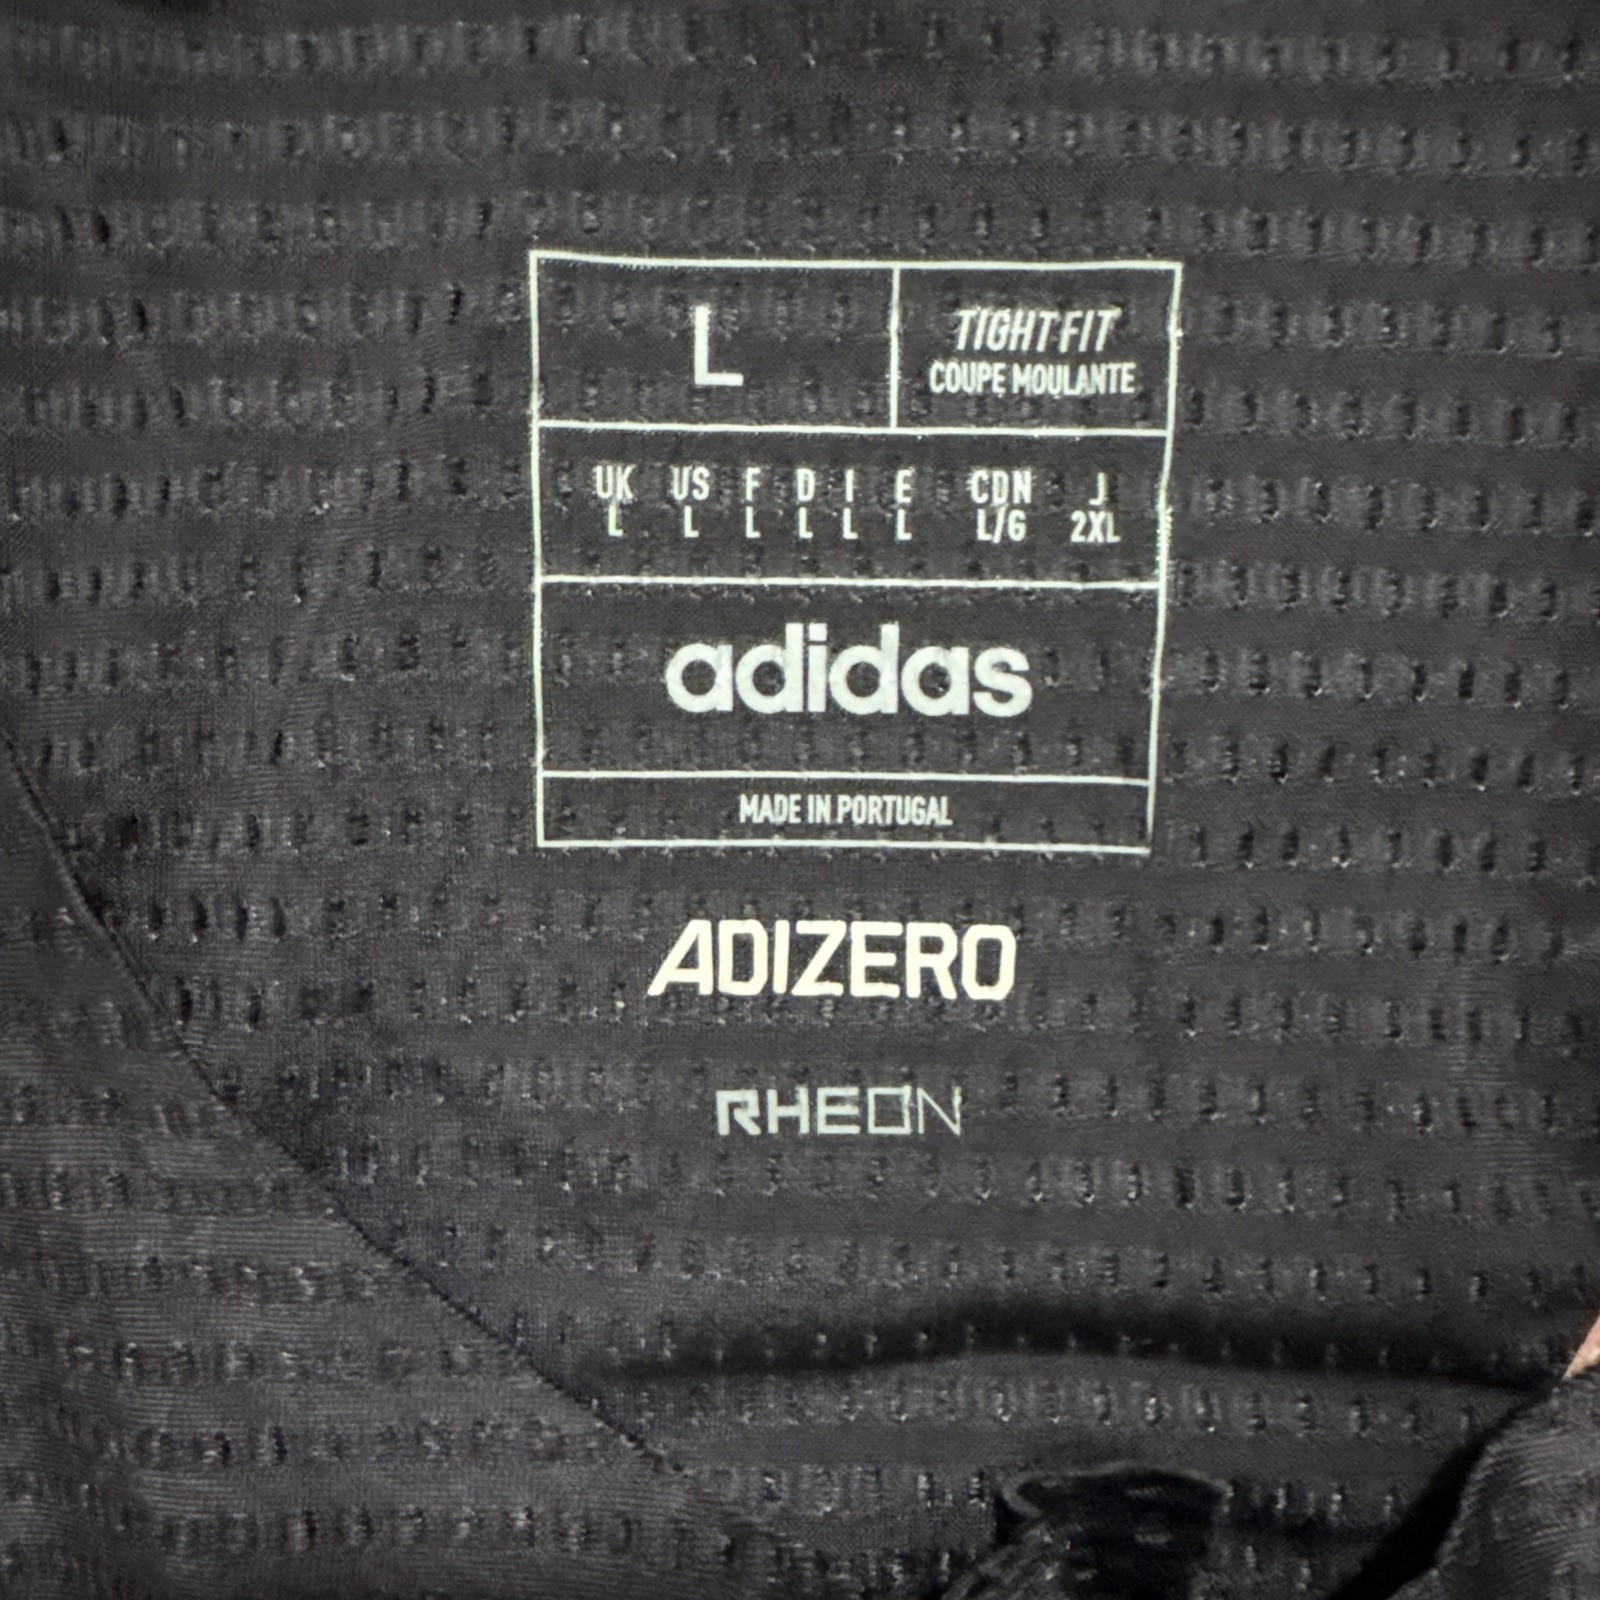 L
TIGHT FIT
COUPE MOULANTE
UK US F D I E CDN J
L L L L L L L/G 2XL
adidas
MADE IN PORTUGAL
ADIZERO
RHEON